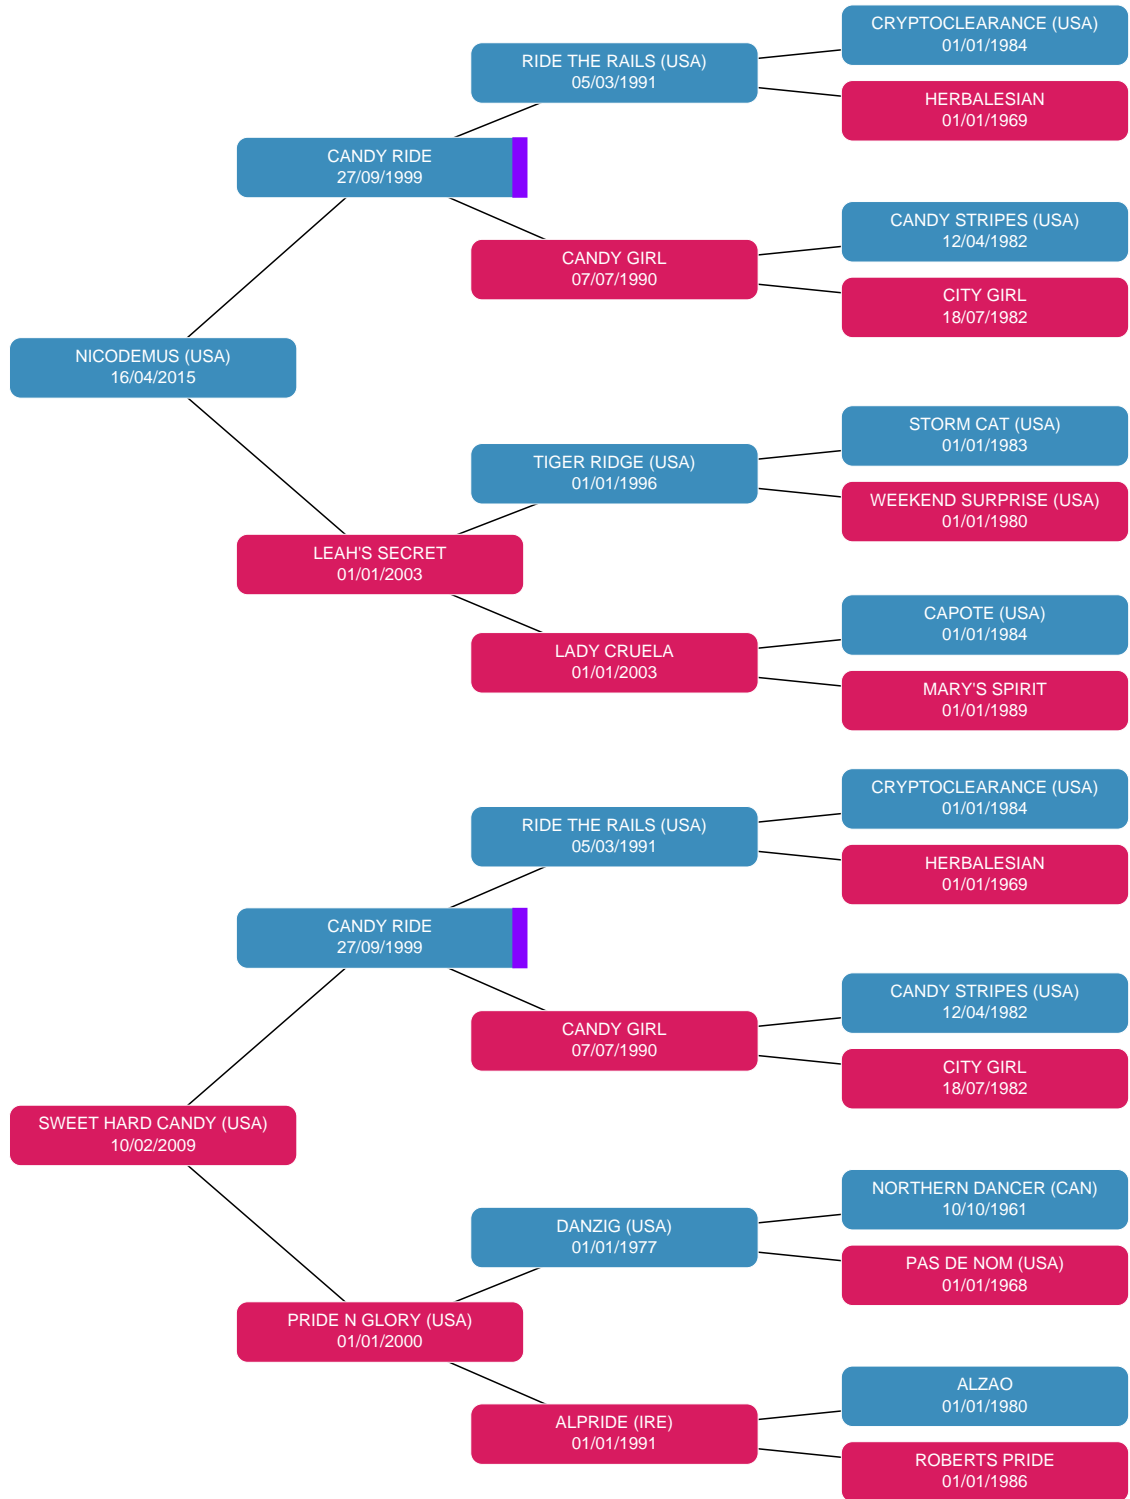 CRYPTOCLEARANCE (USA)
01/01/1984
RIDE THE RAILS (USA)
05/03/1991
HERBALESIAN
01/01/1969
CANDY RIDE
27/09/1999
CANDY STRIPES (USA)
12/04/1982
CANDY GIRL
07/07/1990
CITY GIRL
18/07/1982
NICODEMUS (USA)
16/04/2015
STORM CAT (USA)
01/01/1983
TIGER RIDGE (USA)
01/01/1996
WEEKEND SURPRISE (USA)
01/01/1980
LEAH'S SECRET
01/01/2003
CAPOTE (USA)
01/01/1984
LADY CRUELA
01/01/2003
MARY'S SPIRIT
01/01/1989
CRYPTOCLEARANCE (USA)
01/01/1984
RIDE THE RAILS (USA)
05/03/1991
HERBALESIAN
01/01/1969
CANDY RIDE
27/09/1999
CANDY STRIPES (USA)
12/04/1982
CANDY GIRL
07/07/1990
CITY GIRL
18/07/1982
SWEET HARD CANDY (USA)
10/02/2009
NORTHERN DANCER (CAN)
10/10/1961
DANZIG (USA)
01/01/1977
PAS DE NOM (USA)
01/01/1968
PRIDE N GLORY (USA)
01/01/2000
ALZAO
01/01/1980
ALPRIDE (IRE)
01/01/1991
ROBERTS PRIDE
01/01/1986